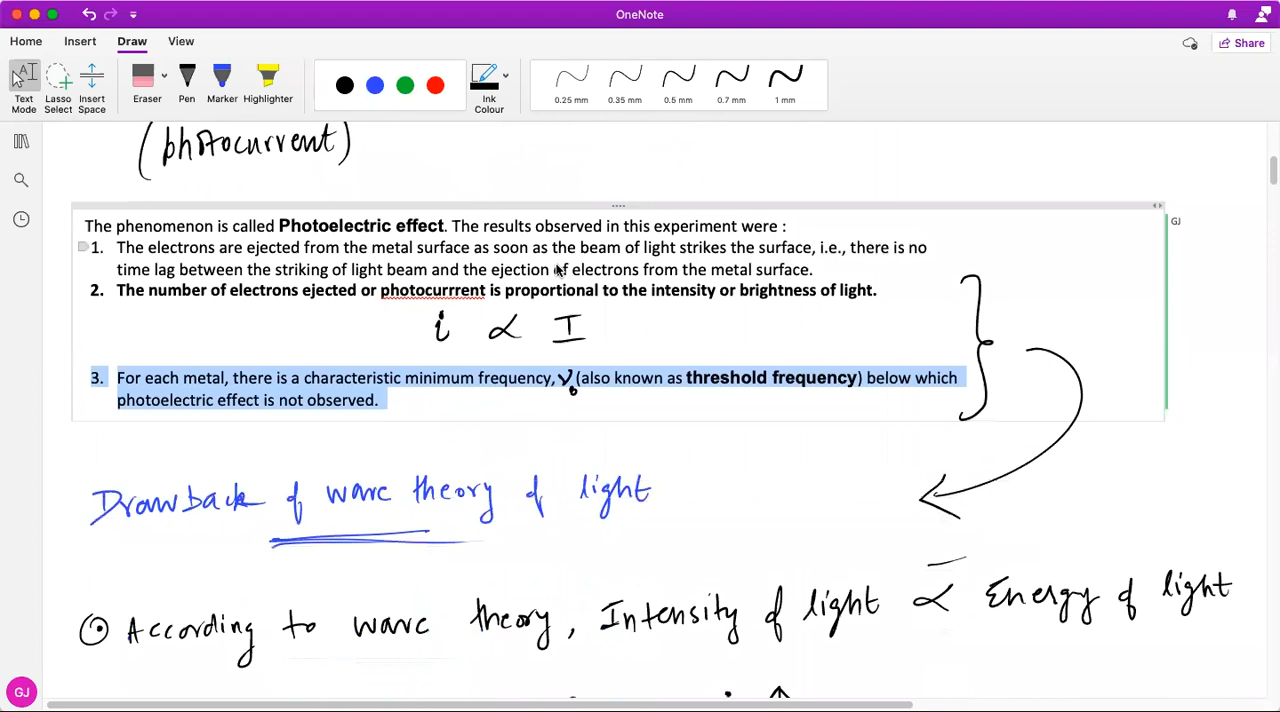 OneNote
Home Insert Draw View
Share
Text Mode
Lasso Select
Insert Space
Eraser
Pen
Marker
Highlighter
Ink Colour
0.25 mm 0.35 mm 0.5 mm 0.7 mm 1 mm
(photocurrent)
The phenomenon is called Photoelectric effect. The results observed in this experiment were :
GJ
1. The electrons are ejected from the metal surface as soon as the beam of light strikes the surface, i.e., there is no
time lag between the striking of light beam and the ejection of electrons from the metal surface.
2. The number of electrons ejected or photocurrrent is proportional to the intensity or brightness of light.
i ∝ I
3. For each metal, there is a characteristic minimum frequency, ν₀ (also known as threshold frequency) below which
photoelectric effect is not observed.
Drawback of wave theory of light
⊙ According to wave theory, Intensity of light ∝ Energy of light
GJ